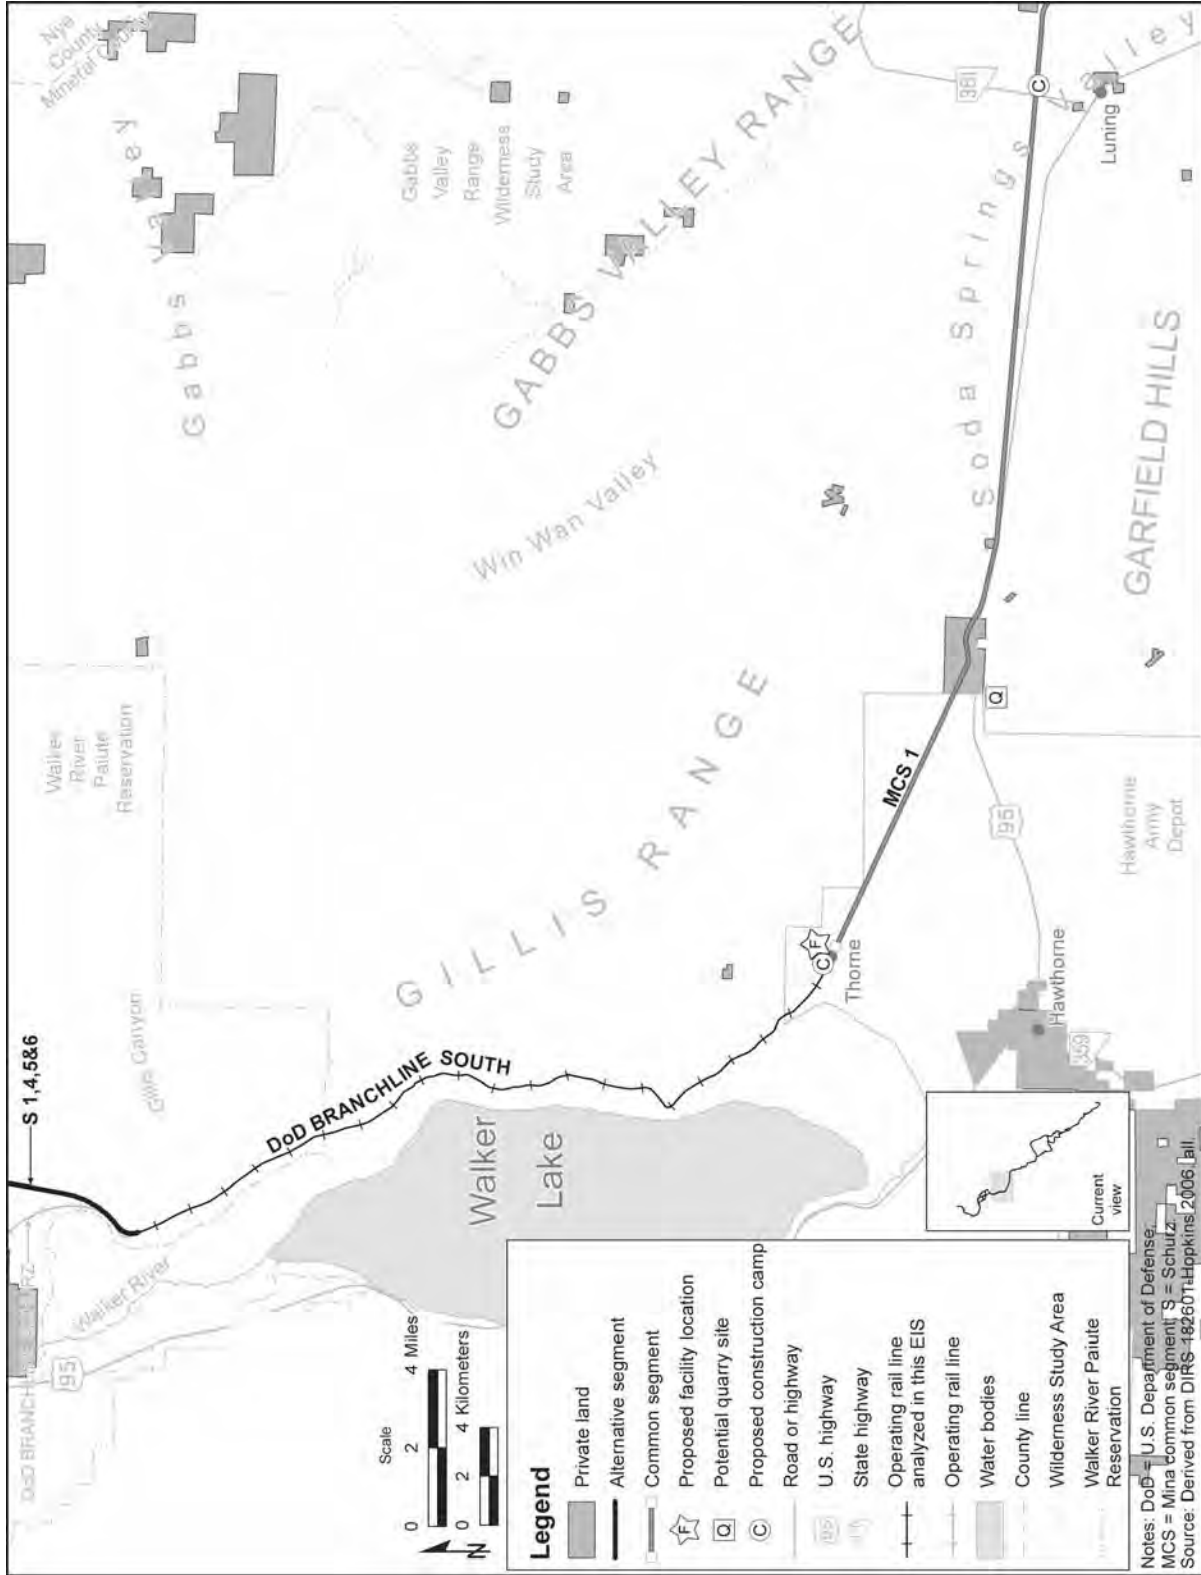 S 1,4,5&6
DoD BRANCHLINE SCHURZ
95
Walker River
Gillis Canyon
Walker
River
Paiute
Reservation
Nye
County
Mineral County
Gabbs Valley
Gabbs
Valley
Range
Wilderness
Study
Area
GABBS VALLEY RANGE
Win Wan Valley
GILLIS RANGE
DoD BRANCHLINE SOUTH
Walker
Lake
F
C
Thorne
MCS 1
Q
95
Hawthorne
359
Hawthorne
Army
Depot
Soda Springs Valley
361
C
Luning
GARFIELD HILLS
Current
view
Scale
0 2 4 Miles
0 2 4 Kilometers
N
Legend
Private land
Alternative segment
Common segment
F Proposed facility location
Q Potential quarry site
C Proposed construction camp
Road or highway
95 U.S. highway
State highway
Operating rail line
analyzed in this EIS
Operating rail line
Water bodies
County line
Wilderness Study Area
Walker River Paiute
Reservation
Notes: DoD = U.S. Department of Defense;
MCS = Mina common segment; S = Schurz.
Source: Derived from DIRS 182601-Hopkins 2006, all.